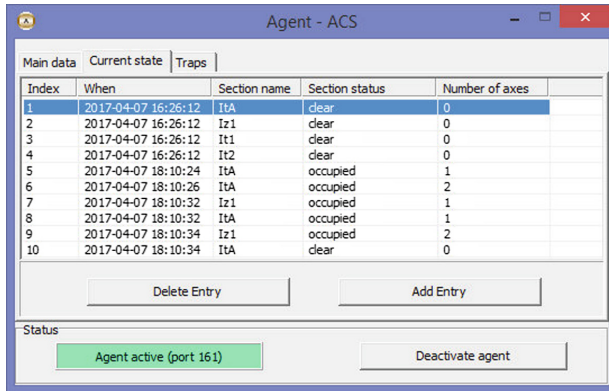 Agent - ACS
Main data Current state Traps
Index When Section name Section status Number of axes
1 2017-04-07 16:26:12 ItA clear 0
2 2017-04-07 16:26:12 Iz1 clear 0
3 2017-04-07 16:26:12 It1 clear 0
4 2017-04-07 16:26:12 It2 clear 0
5 2017-04-07 18:10:24 ItA occupied 1
6 2017-04-07 18:10:26 ItA occupied 2
7 2017-04-07 18:10:32 Iz1 occupied 1
8 2017-04-07 18:10:32 ItA occupied 1
9 2017-04-07 18:10:34 Iz1 occupied 2
10 2017-04-07 18:10:34 ItA clear 0
Delete Entry Add Entry
Status
Agent active (port 161) Deactivate agent